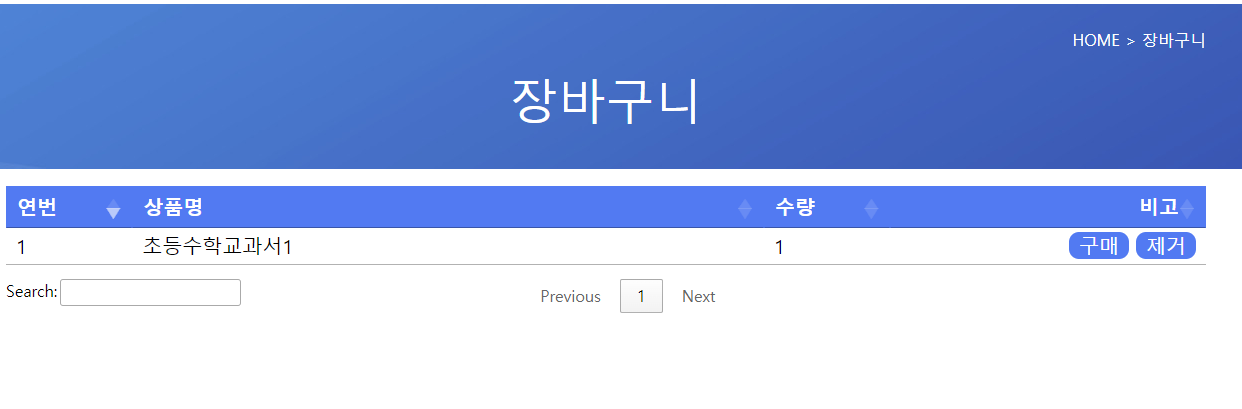 HOME > 장바구니
장바구니
연번 상품명 수량 비고
1 초등수학교과서1 1 구매 제거
Search: Previous 1 Next